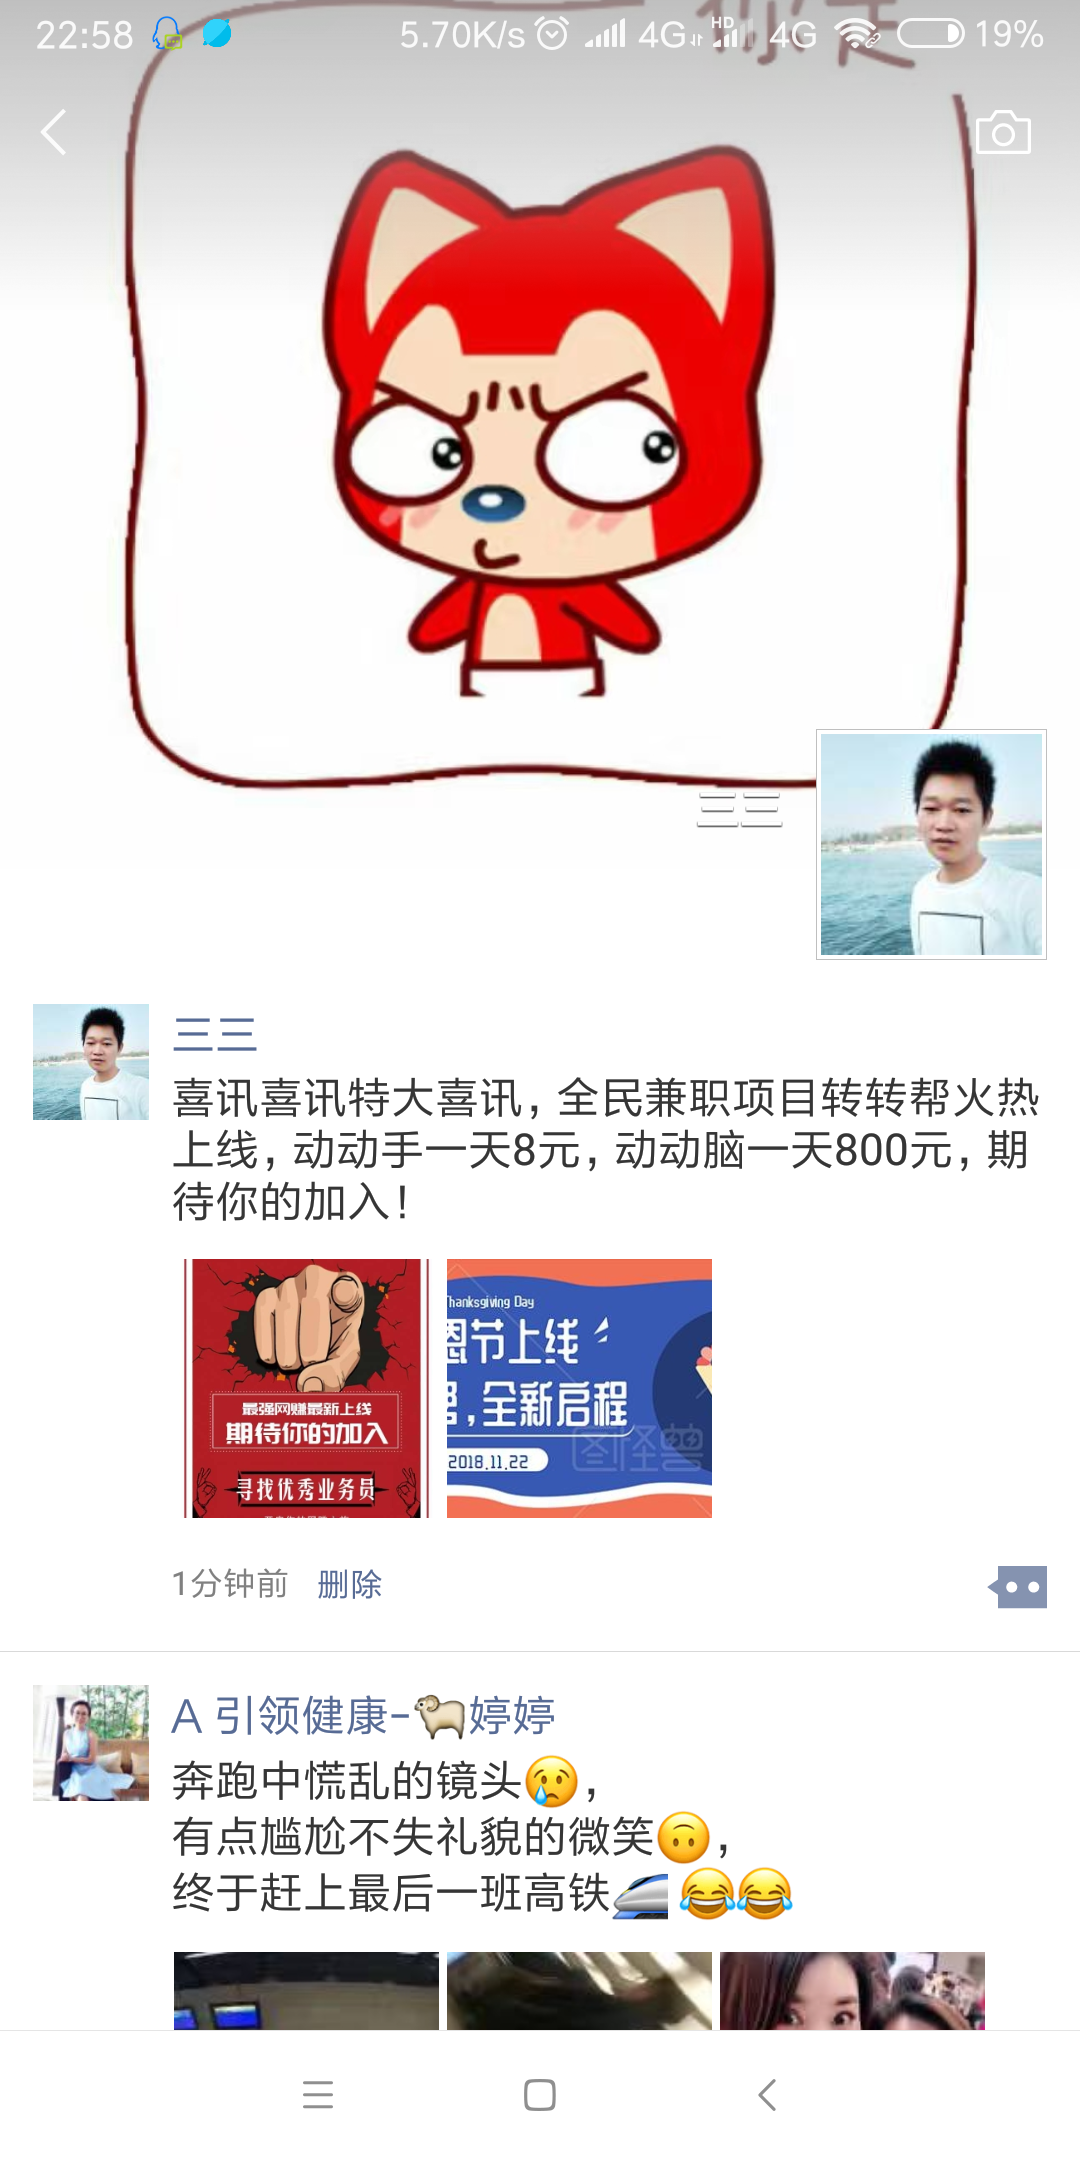 你是
22:58
5.70K/s
4G
HD
4G
19%
三三
三三
喜讯喜讯特大喜讯，全民兼职项目转转帮火热
上线，动动手一天8元，动动脑一天800元，期
待你的加入！
最强网赚最新上线
期待你的加入
寻找优秀业务员
Thanksgiving Day
恩节上线
,全新启程
图怪兽
2018.11.22
1分钟前 删除
A 引领健康-🐏婷婷
奔跑中慌乱的镜头😢，
有点尴尬不失礼貌的微笑🙃，
终于赶上最后一班高铁🚄😂😂